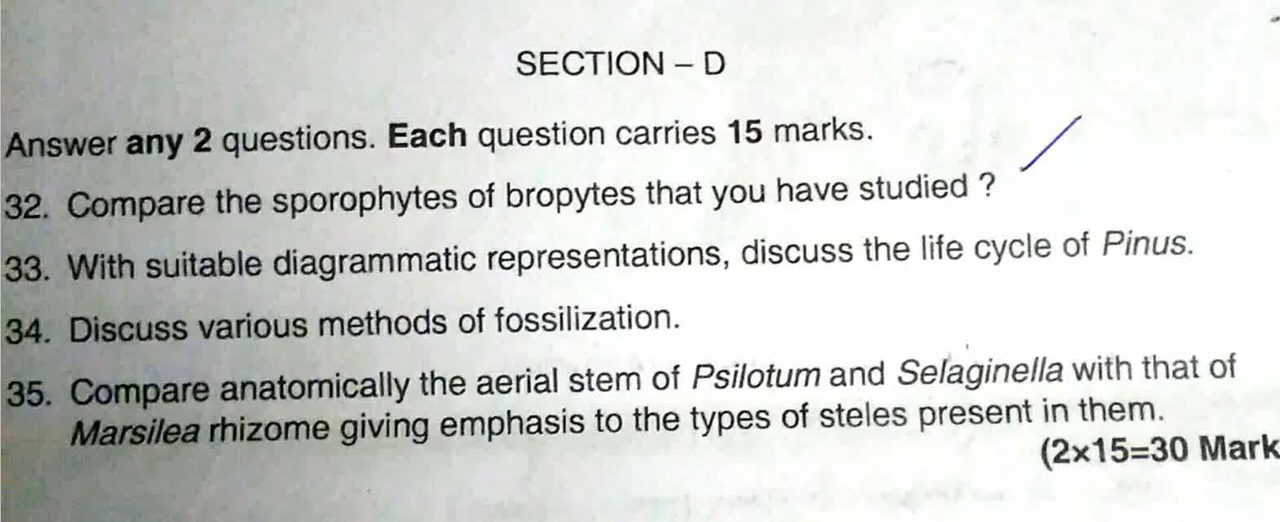 SECTION – D
Answer any 2 questions. Each question carries 15 marks.
32. Compare the sporophytes of bropytes that you have studied ?
33. With suitable diagrammatic representations, discuss the life cycle of Pinus.
34. Discuss various methods of fossilization.
35. Compare anatomically the aerial stem of Psilotum and Selaginella with that of
Marsilea rhizome giving emphasis to the types of steles present in them.
(2×15=30 Mark